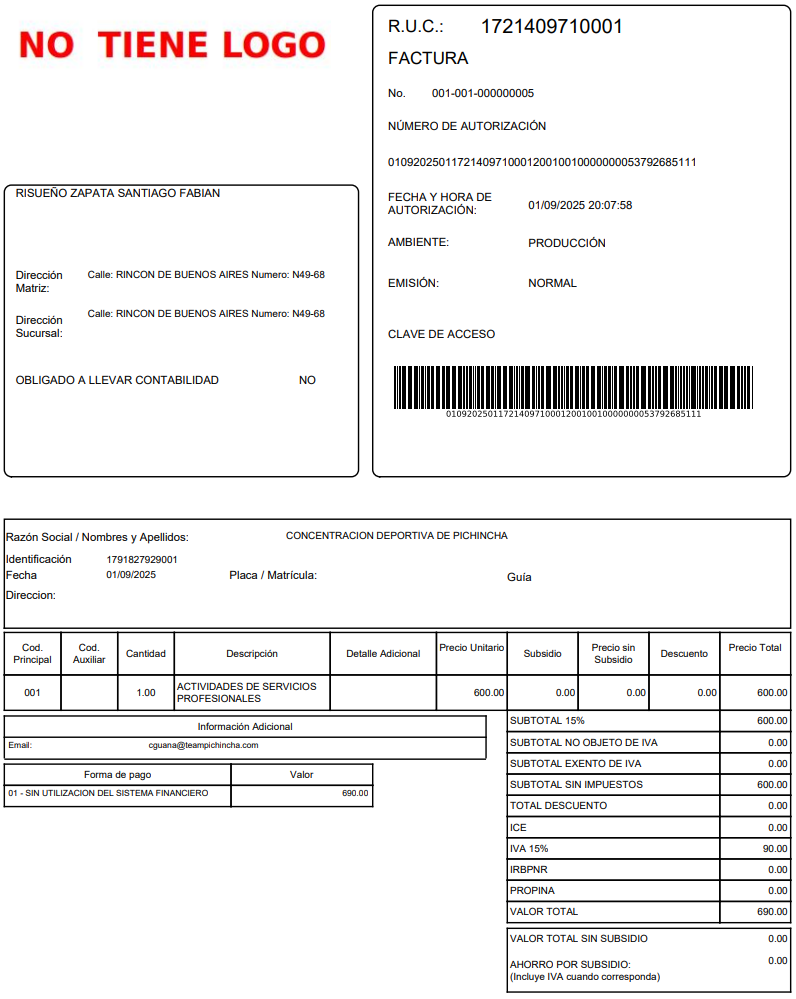 NO TIENE LOGO
R.U.C.: 1721409710001
FACTURA
No. 001-001-000000005
NÚMERO DE AUTORIZACIÓN
0109202501172140971000120010010000000053792685111
FECHA Y HORA DE
AUTORIZACIÓN:
01/09/2025 20:07:58
AMBIENTE: PRODUCCIÓN
EMISIÓN: NORMAL
CLAVE DE ACCESO
0109202501172140971000120010010000000053792685111
RISUEÑO ZAPATA SANTIAGO FABIAN
Dirección
Matriz:
Calle: RINCON DE BUENOS AIRES Numero: N49-68
Dirección
Sucursal:
Calle: RINCON DE BUENOS AIRES Numero: N49-68
OBLIGADO A LLEVAR CONTABILIDAD NO
Razón Social / Nombres y Apellidos: CONCENTRACION DEPORTIVA DE PICHINCHA
Identificación 1791827929001
Fecha 01/09/2025 Placa / Matrícula: Guía
Direccion:
Cod.
Principal
Cod.
Auxiliar
Cantidad
Descripción
Detalle Adicional
Precio Unitario
Subsidio
Precio sin
Subsidio
Descuento
Precio Total
001
1.00
ACTIVIDADES DE SERVICIOS
PROFESIONALES
600.00
0.00
0.00
0.00
600.00
Información Adicional
Email: cguana@teampichincha.com
Forma de pago Valor
01 - SIN UTILIZACION DEL SISTEMA FINANCIERO 690.00
SUBTOTAL 15% 600.00
SUBTOTAL NO OBJETO DE IVA 0.00
SUBTOTAL EXENTO DE IVA 0.00
SUBTOTAL SIN IMPUESTOS 600.00
TOTAL DESCUENTO 0.00
ICE 0.00
IVA 15% 90.00
IRBPNR 0.00
PROPINA 0.00
VALOR TOTAL 690.00
VALOR TOTAL SIN SUBSIDIO 0.00
AHORRO POR SUBSIDIO: 0.00
(Incluye IVA cuando corresponda)